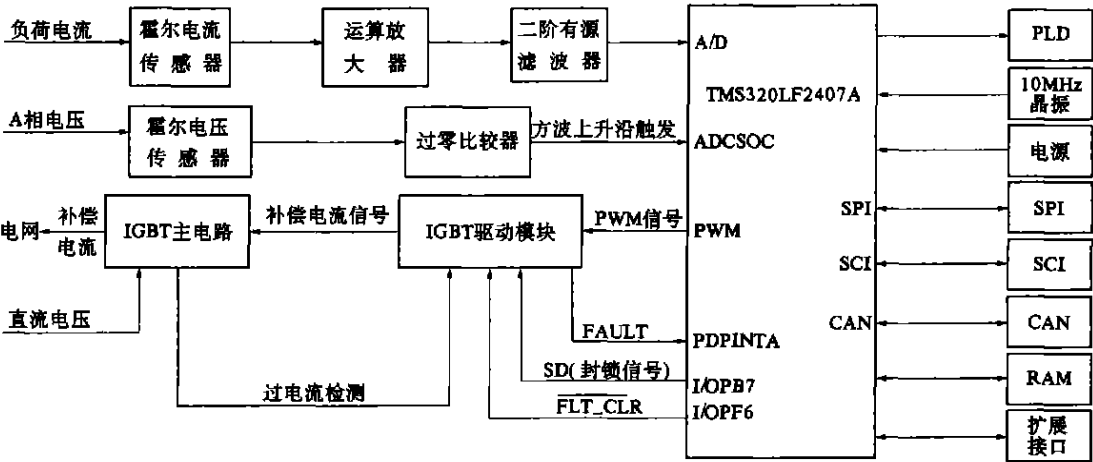 负荷电流
霍尔电流
传感器
运算放
大器
二阶有源
滤波器
A/D
PLD
TMS320LF2407A
10MHz
晶振
A相电压
霍尔电压
传感器
过零比较器
方波上升沿触发
ADCSOC
电源
电网
补偿
电流
IGBT主电路
补偿电流信号
IGBT驱动模块
PWM信号
PWM
SPI
SPI
SCI
SCI
直流电压
FAULT
PDPINTA
CAN
CAN
过电流检测
SD(封锁信号)
I/OPB7
RAM
FLT_CLR
I/OPF6
扩展
接口